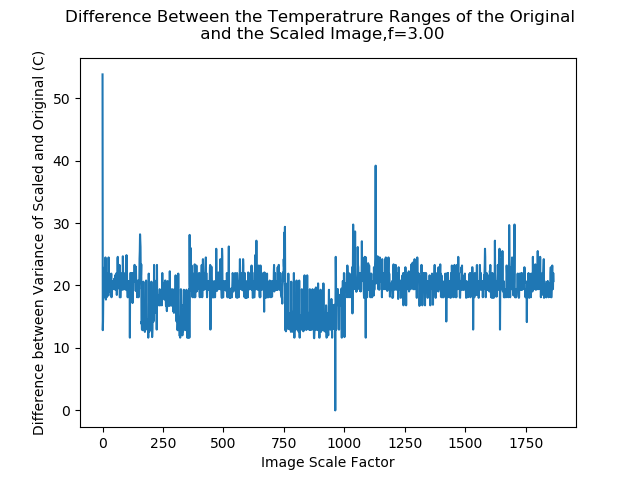 Difference Between the Temperatrure Ranges of the Original
and the Scaled Image,f=3.00
Difference between Variance of Scaled and Original (C)
50
40
30
20
10
0
0 250 500 750 1000 1250 1500 1750
Image Scale Factor